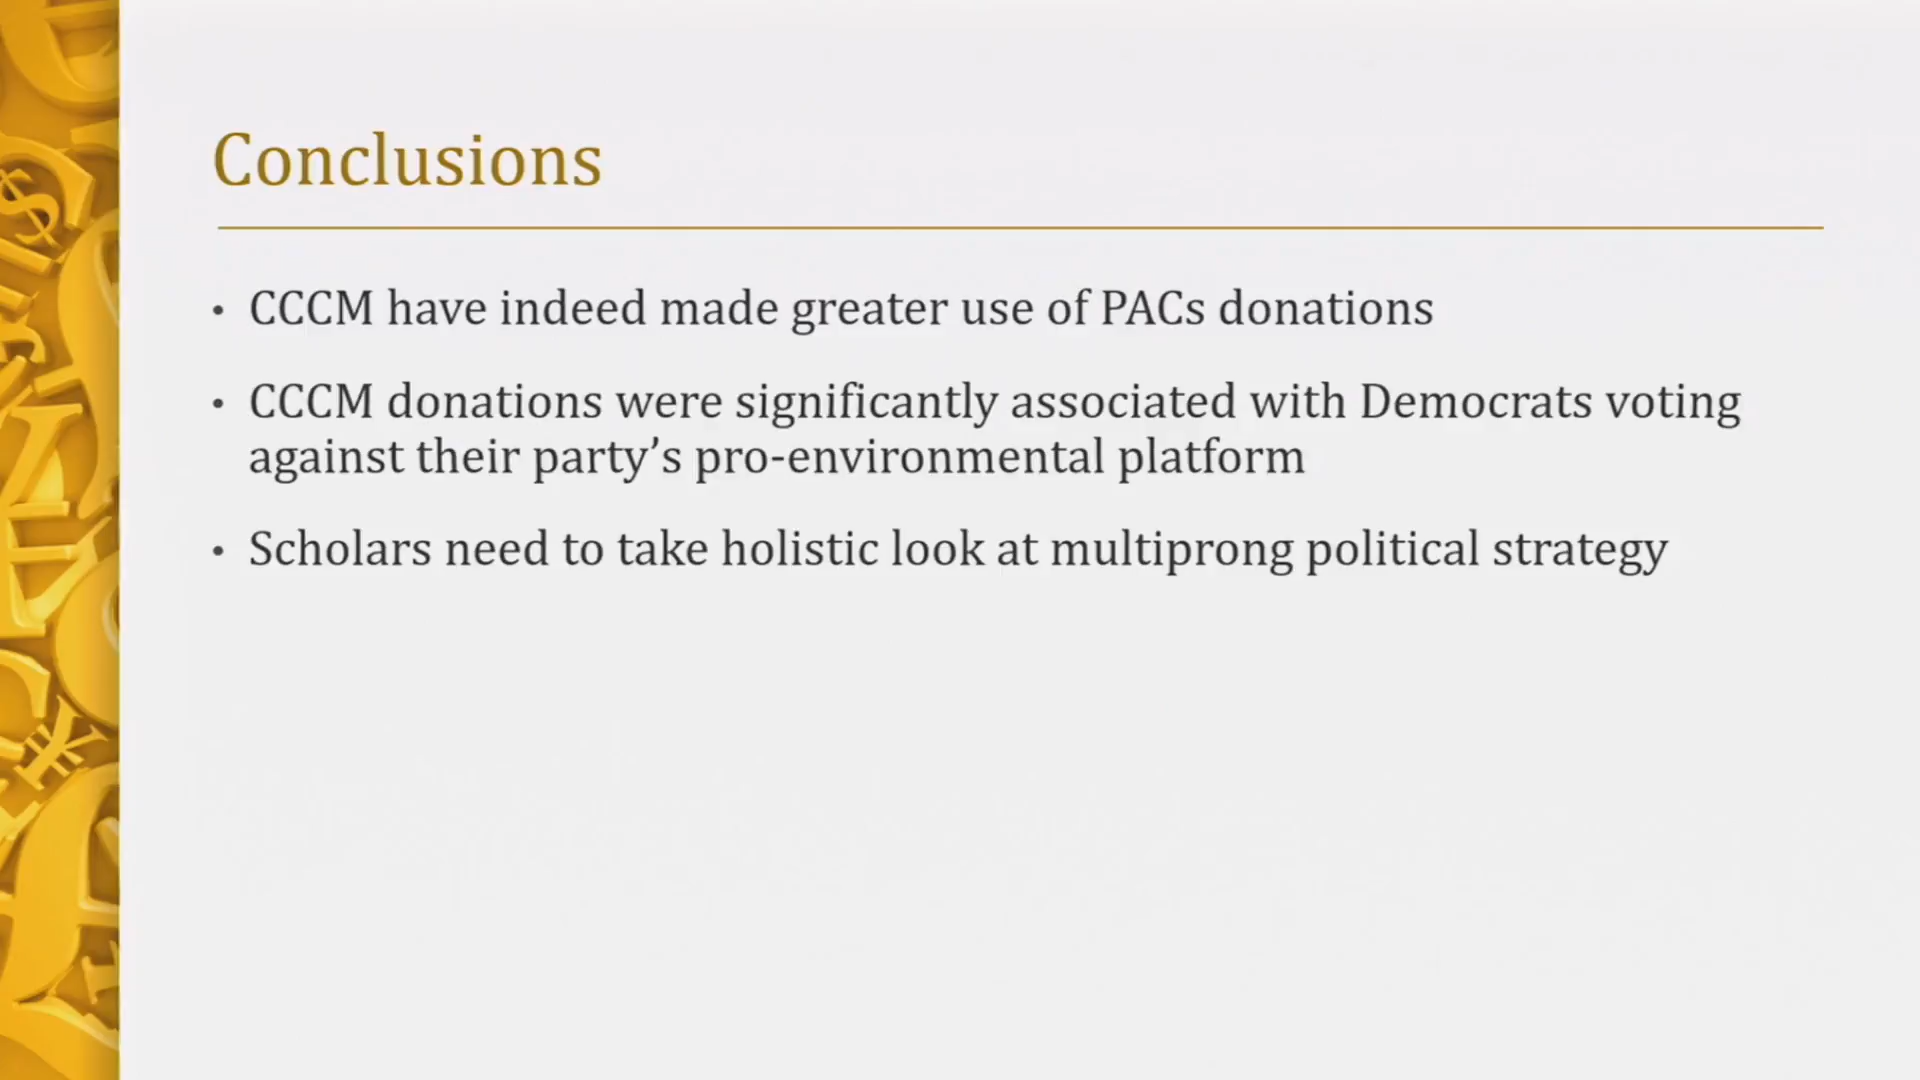 Conclusions
• CCCM have indeed made greater use of PACs donations
• CCCM donations were significantly associated with Democrats voting
against their party’s pro-environmental platform
• Scholars need to take holistic look at multiprong political strategy